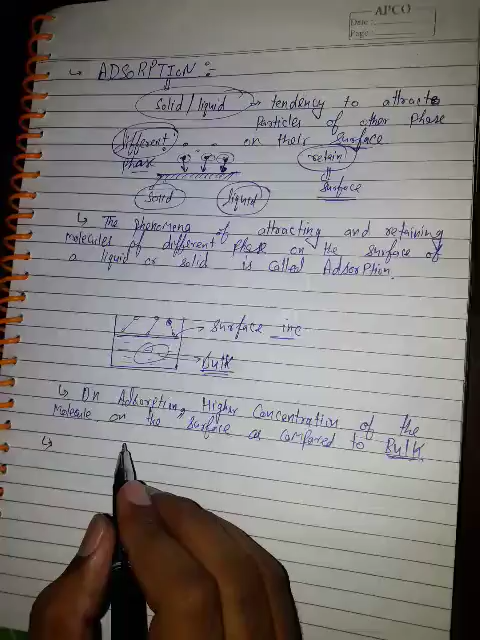 APCO
Date :
Page :
ADSORPTION :-
Solid / liquid → tendency to attracts
Particles of other phase
on their surface
Different
phase
retain
Surface
Solid
liquid
The phenomena of attracting and retaining
molecules of different phase on the surface of
a liquid or solid is called Adsorption.
Surface inc
Bulk
On Adsorption, Higher Concentration of the
Molecule on the Surface as compared to Bulk